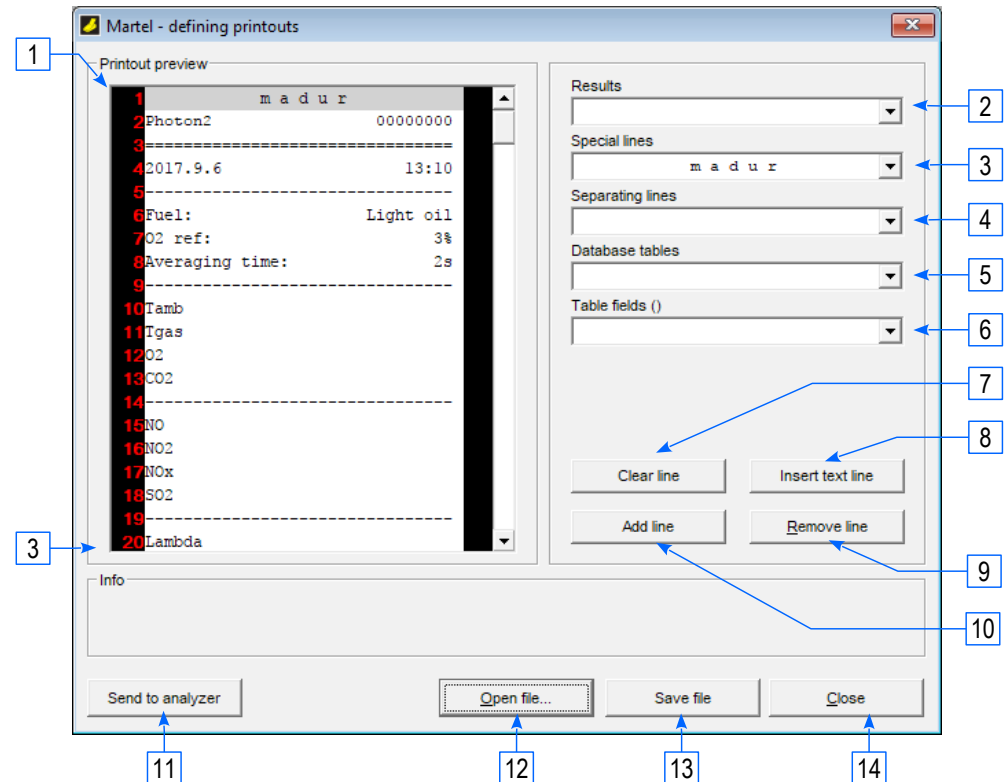 Martel - defining printouts
1
Printout preview
1 m a d u r
2 Photon2 00000000
3 ================================
4 2017.9.6 13:10
5 --------------------------------
6 Fuel: Light oil
7 O2 ref: 3%
8 Averaging time: 2s
9 --------------------------------
10 Tamb
11 Tgas
12 O2
13 CO2
14 --------------------------------
15 NO
16 NO2
17 NOx
18 SO2
19 --------------------------------
20 Lambda
3
Results
2
Special lines
m a d u r
3
Separating lines
4
Database tables
5
Table fields ()
6
7
8
Clear line
Insert text line
Add line
Remove line
9
10
Info
Send to analyzer
Open file...
Save file
Close
11
12
13
14